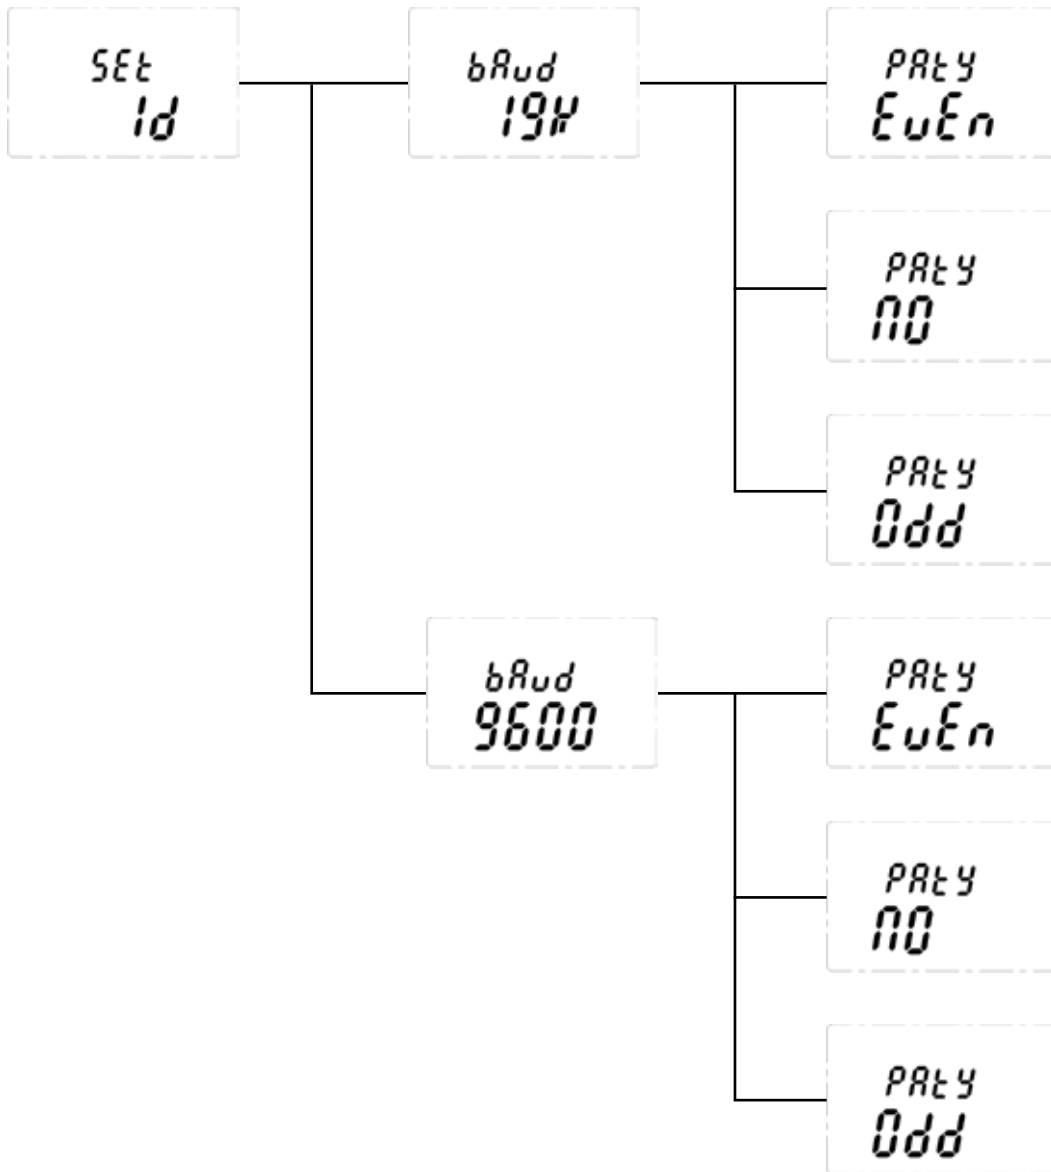 SEt
Id
bAud
19K
PAtY
EvEn
PAtY
NO
PAtY
Odd
bAud
9600
PAtY
EvEn
PAtY
NO
PAtY
Odd